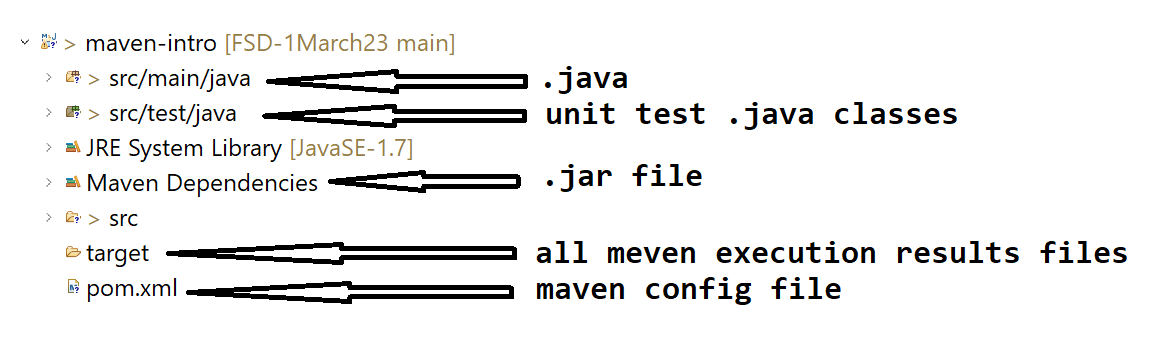 > maven-intro [FSD-1March23 main]
> src/main/java .java
> src/test/java unit test .java classes
JRE System Library [JavaSE-1.7]
Maven Dependencies .jar file
> src
target all meven execution results files
pom.xml maven config file